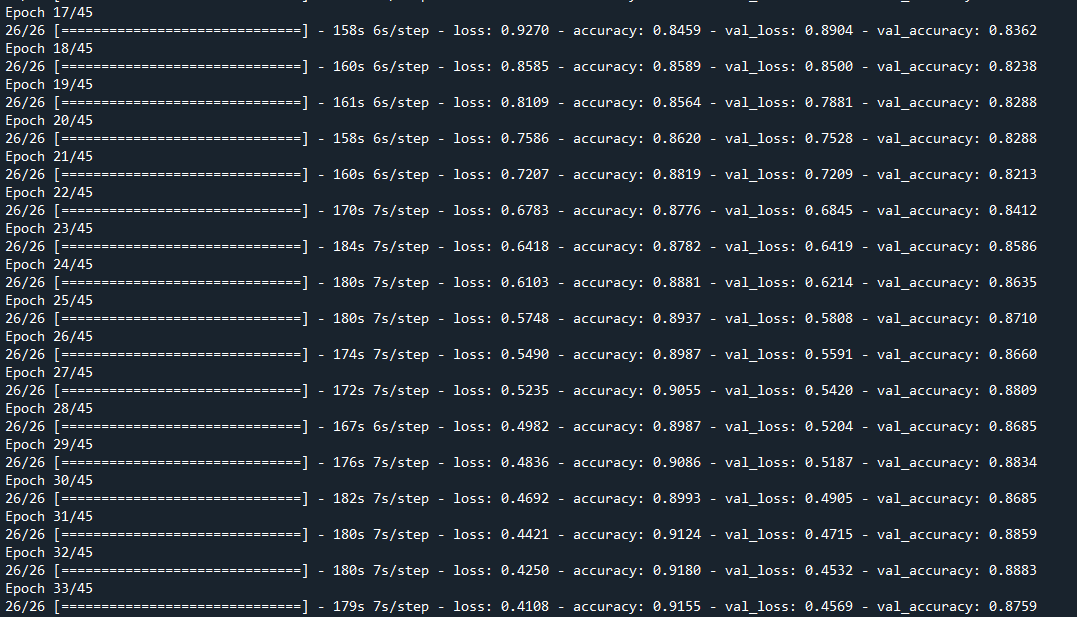 Epoch 17/45
26/26 [==============================] - 158s 6s/step - loss: 0.9270 - accuracy: 0.8459 - val_loss: 0.8904 - val_accuracy: 0.8362
Epoch 18/45
26/26 [==============================] - 160s 6s/step - loss: 0.8585 - accuracy: 0.8589 - val_loss: 0.8500 - val_accuracy: 0.8238
Epoch 19/45
26/26 [==============================] - 161s 6s/step - loss: 0.8109 - accuracy: 0.8564 - val_loss: 0.7881 - val_accuracy: 0.8288
Epoch 20/45
26/26 [==============================] - 158s 6s/step - loss: 0.7586 - accuracy: 0.8620 - val_loss: 0.7528 - val_accuracy: 0.8288
Epoch 21/45
26/26 [==============================] - 160s 6s/step - loss: 0.7207 - accuracy: 0.8819 - val_loss: 0.7209 - val_accuracy: 0.8213
Epoch 22/45
26/26 [==============================] - 170s 7s/step - loss: 0.6783 - accuracy: 0.8776 - val_loss: 0.6845 - val_accuracy: 0.8412
Epoch 23/45
26/26 [==============================] - 184s 7s/step - loss: 0.6418 - accuracy: 0.8782 - val_loss: 0.6419 - val_accuracy: 0.8586
Epoch 24/45
26/26 [==============================] - 180s 7s/step - loss: 0.6103 - accuracy: 0.8881 - val_loss: 0.6214 - val_accuracy: 0.8635
Epoch 25/45
26/26 [==============================] - 180s 7s/step - loss: 0.5748 - accuracy: 0.8937 - val_loss: 0.5808 - val_accuracy: 0.8710
Epoch 26/45
26/26 [==============================] - 174s 7s/step - loss: 0.5490 - accuracy: 0.8987 - val_loss: 0.5591 - val_accuracy: 0.8660
Epoch 27/45
26/26 [==============================] - 172s 7s/step - loss: 0.5235 - accuracy: 0.9055 - val_loss: 0.5420 - val_accuracy: 0.8809
Epoch 28/45
26/26 [==============================] - 167s 6s/step - loss: 0.4982 - accuracy: 0.8987 - val_loss: 0.5204 - val_accuracy: 0.8685
Epoch 29/45
26/26 [==============================] - 176s 7s/step - loss: 0.4836 - accuracy: 0.9086 - val_loss: 0.5187 - val_accuracy: 0.8834
Epoch 30/45
26/26 [==============================] - 182s 7s/step - loss: 0.4692 - accuracy: 0.8993 - val_loss: 0.4905 - val_accuracy: 0.8685
Epoch 31/45
26/26 [==============================] - 180s 7s/step - loss: 0.4421 - accuracy: 0.9124 - val_loss: 0.4715 - val_accuracy: 0.8859
Epoch 32/45
26/26 [==============================] - 180s 7s/step - loss: 0.4250 - accuracy: 0.9180 - val_loss: 0.4532 - val_accuracy: 0.8883
Epoch 33/45
26/26 [==============================] - 179s 7s/step - loss: 0.4108 - accuracy: 0.9155 - val_loss: 0.4569 - val_accuracy: 0.8759